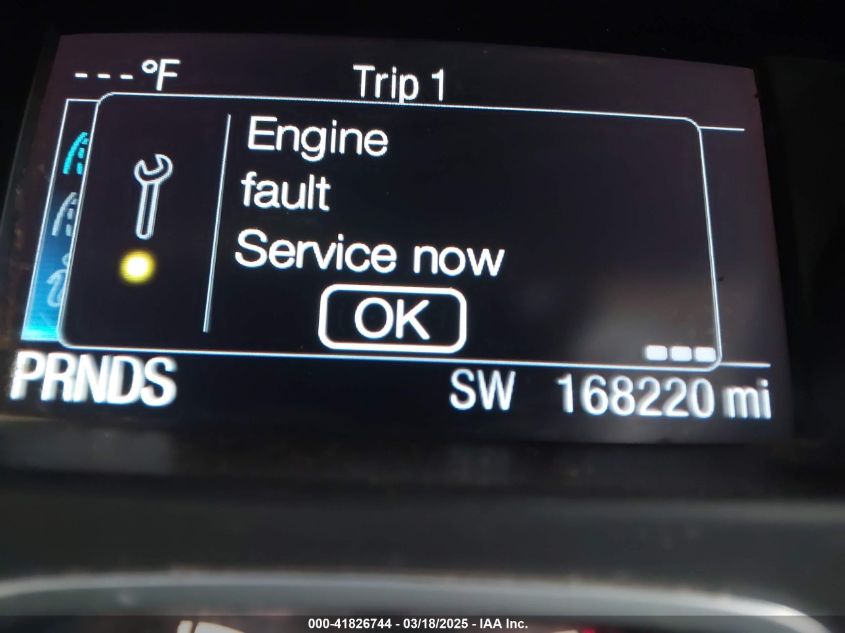 ---°F Trip 1
Engine
fault
Service now
OK
PRNDS SW 168220 mi
000-41826744 - 03/18/2025 - IAA Inc.